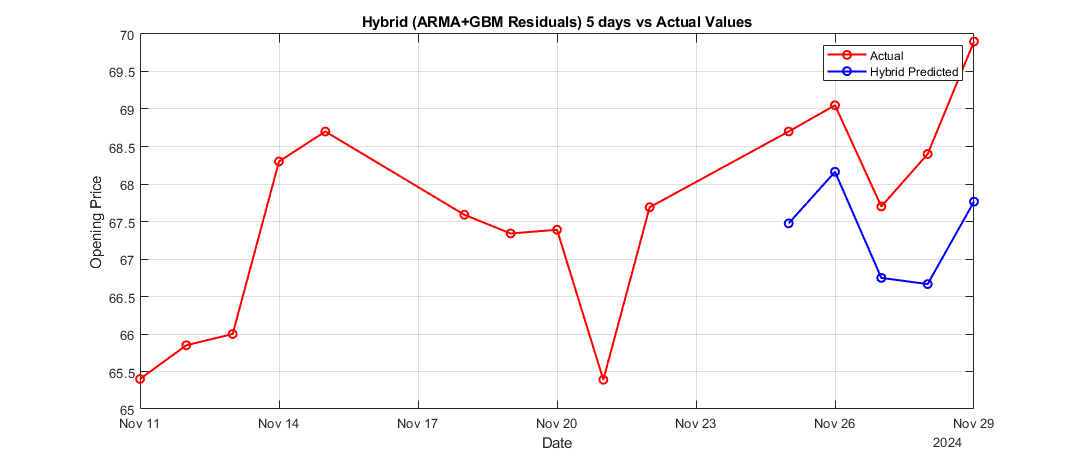 Hybrid (ARMA+GBM Residuals) 5 days vs Actual Values
Actual
Hybrid Predicted
Opening Price
70
69.5
69
68.5
68
67.5
67
66.5
66
65.5
65
Nov 11
Nov 14
Nov 17
Nov 20
Nov 23
Nov 26
Nov 29
Date
2024